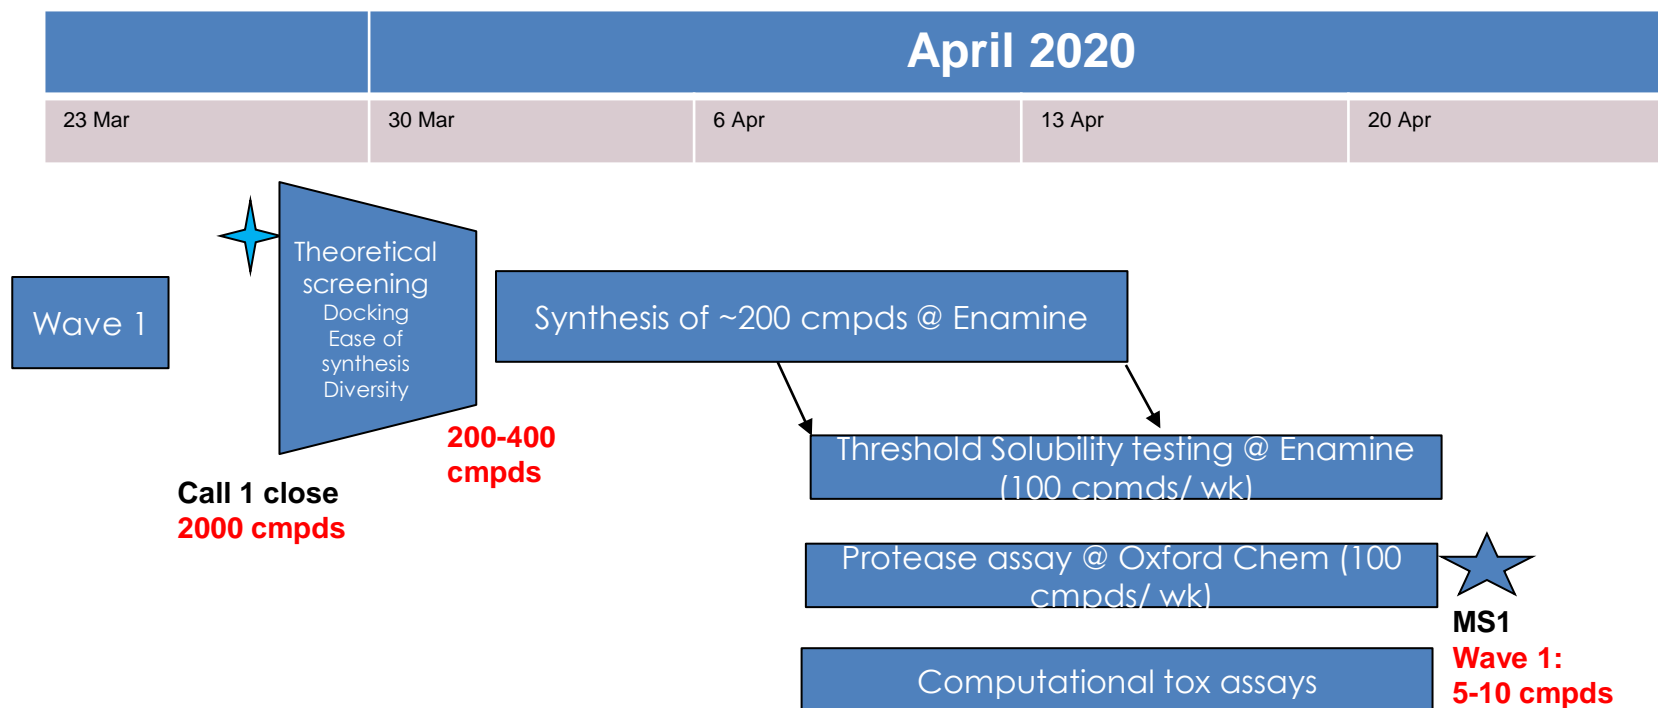 April 2020
23 Mar
30 Mar
6 Apr
13 Apr
20 Apr
Wave 1
Theoretical
screening
Docking
Ease of
synthesis
Diversity
Synthesis of ~200 cmpds @ Enamine
200-400
cmpds
Call 1 close
2000 cmpds
Threshold Solubility testing @ Enamine
(100 cpmds/ wk)
Protease assay @ Oxford Chem (100
cmpds/ wk)
MS1
Wave 1:
5-10 cmpds
Computational tox assays